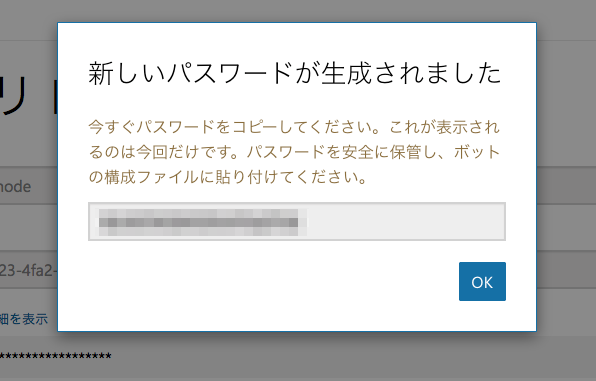 新しいパスワードが生成されました
リ
今すぐパスワードをコピーしてください。これが表示され
るのは今回だけです。パスワードを安全に保管し、ボット
の構成ファイルに貼り付けてください。
node
23-4fa2-
OK
細を表示
******************